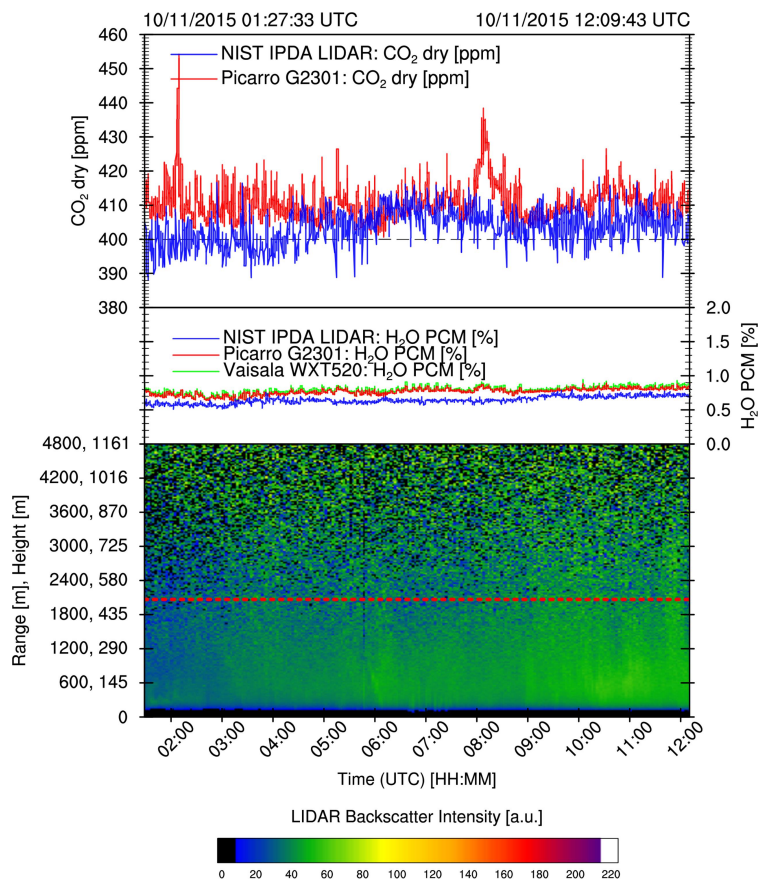 10/11/2015 01:27:33 UTC 10/11/2015 12:09:43 UTC
460
NIST IPDA LIDAR: CO₂ dry [ppm]
450
Picarro G2301: CO₂ dry [ppm]
440
430
420
410
400
390
380
CO₂ dry [ppm]
2.0
NIST IPDA LIDAR: H₂O PCM [%]
1.5
Picarro G2301: H₂O PCM [%]
Vaisala WXT520: H₂O PCM [%]
1.0
0.5
0.0
H₂O PCM [%]
4800, 1161
4200, 1016
3600, 870
3000, 725
2400, 580
1800, 435
1200, 290
600, 145
0
Range [m], Height [m]
02:00 03:00 04:00 05:00 06:00 07:00 08:00 09:00 10:00 11:00 12:00
Time (UTC) [HH:MM]
LIDAR Backscatter Intensity [a.u.]
0 20 40 60 80 100 120 140 160 180 200 220